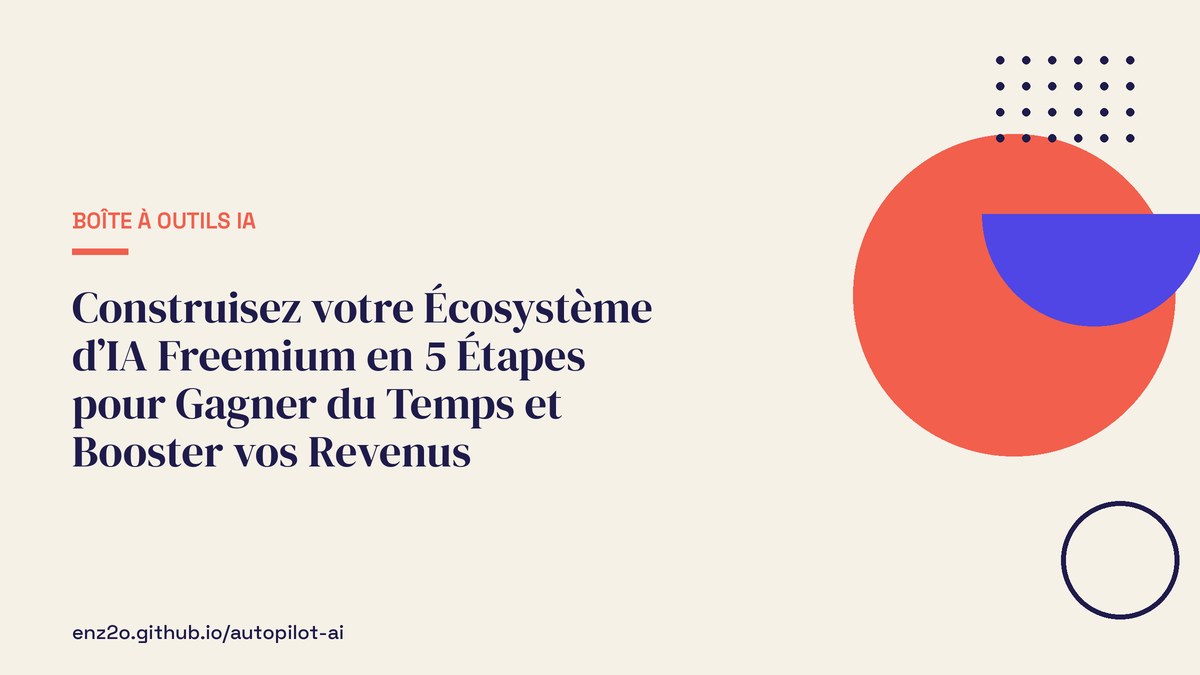 BOÎTE À OUTILS IA
Construisez votre Écosystème
d’IA Freemium en 5 Étapes
pour Gagner du Temps et
Booster vos Revenus
enz2o.github.io/autopilot-ai